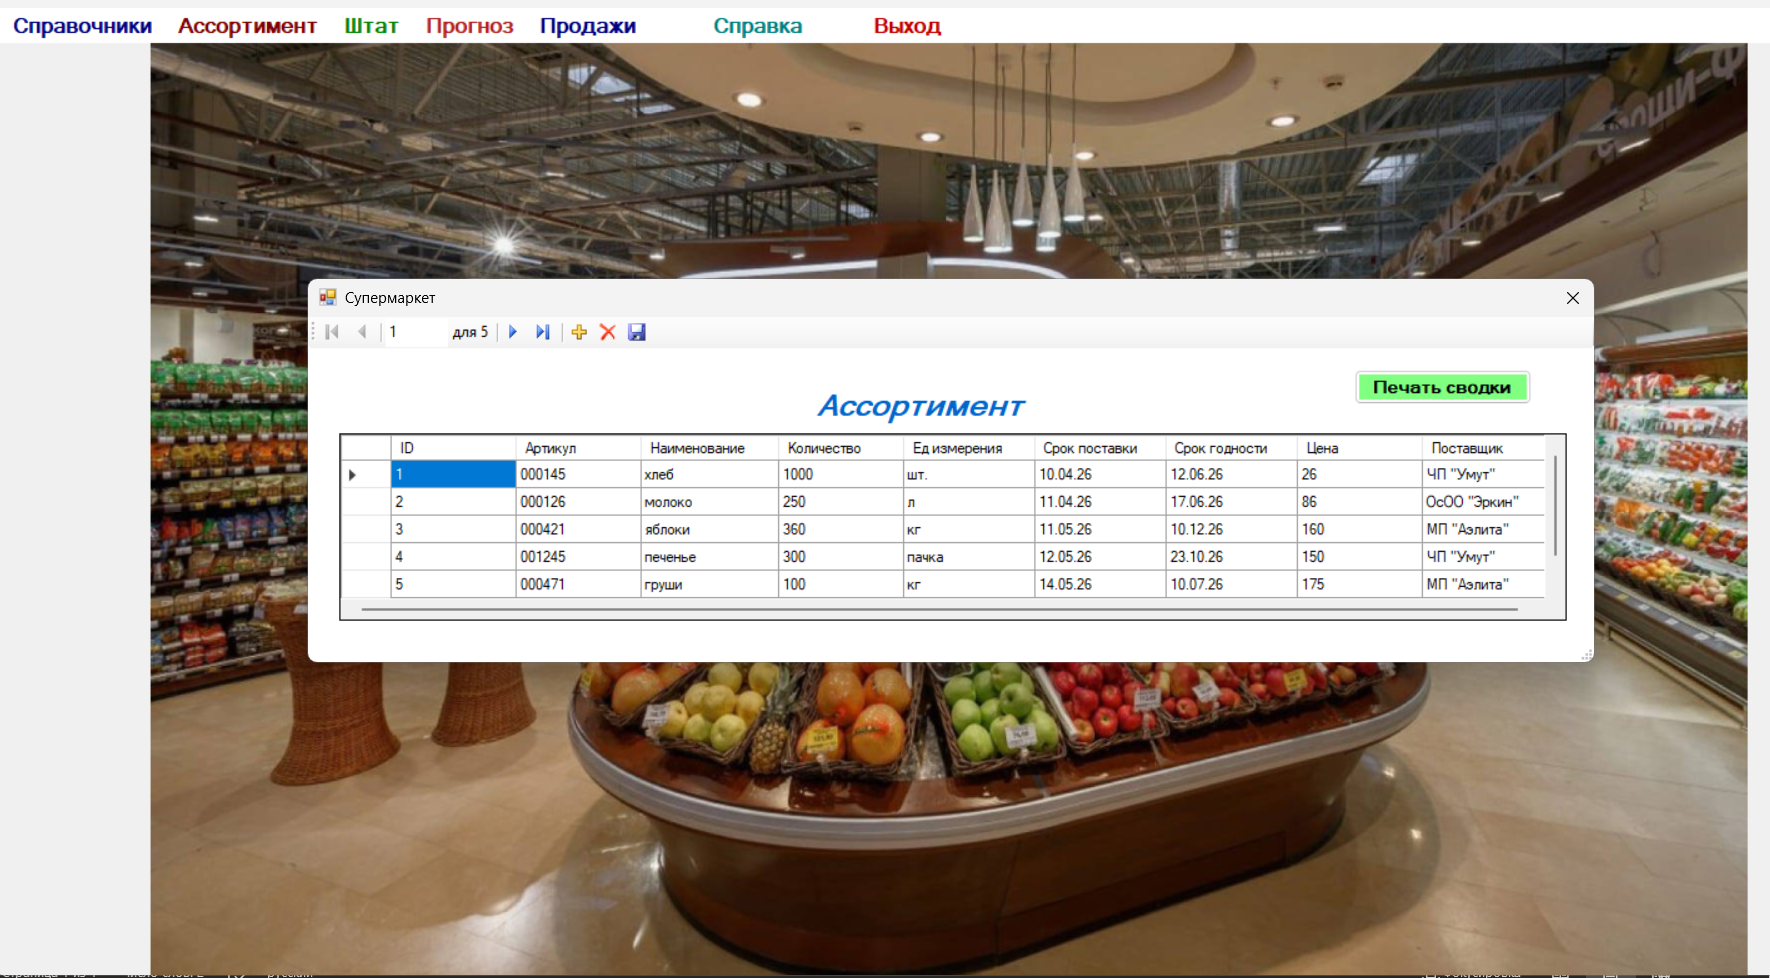 Справочники Ассортимент Штат Прогноз Продажи Справка Выход
Супермаркет
1 для 5
Печать сводки
Ассортимент
ID Артикул Наименование Количество Ед измерения Срок поставки Срок годности Цена Поставщик
1 000145 хлеб 1000 шт. 10.04.26 12.06.26 26 ЧП "Умут"
2 000126 молоко 250 л 11.04.26 17.06.26 86 ОсОО "Эркин"
3 000421 яблоки 360 кг 11.05.26 10.12.26 160 МП "Аэлита"
4 001245 печенье 300 пачка 12.05.26 23.10.26 150 ЧП "Умут"
5 000471 груши 100 кг 14.05.26 10.07.26 175 МП "Аэлита"